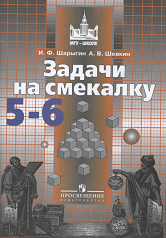 МГУ - ШКОЛЕ
И. Ф. Шарыгин А. В. Шевкин
Задачи
на смекалку
5-6
ПРОСВЕЩЕНИЕ
ИЗДАТЕЛЬСТВО